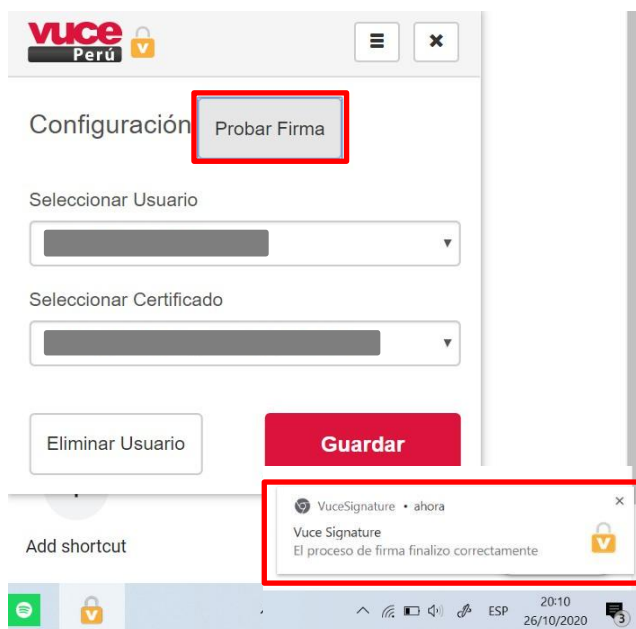 vuce
Perú
Configuración
Probar Firma
Seleccionar Usuario
Seleccionar Certificado
Eliminar Usuario
Guardar
VuceSignature • ahora
Vuce Signature
El proceso de firma finalizo correctamente
Add shortcut
ESP
20:10
26/10/2020
3